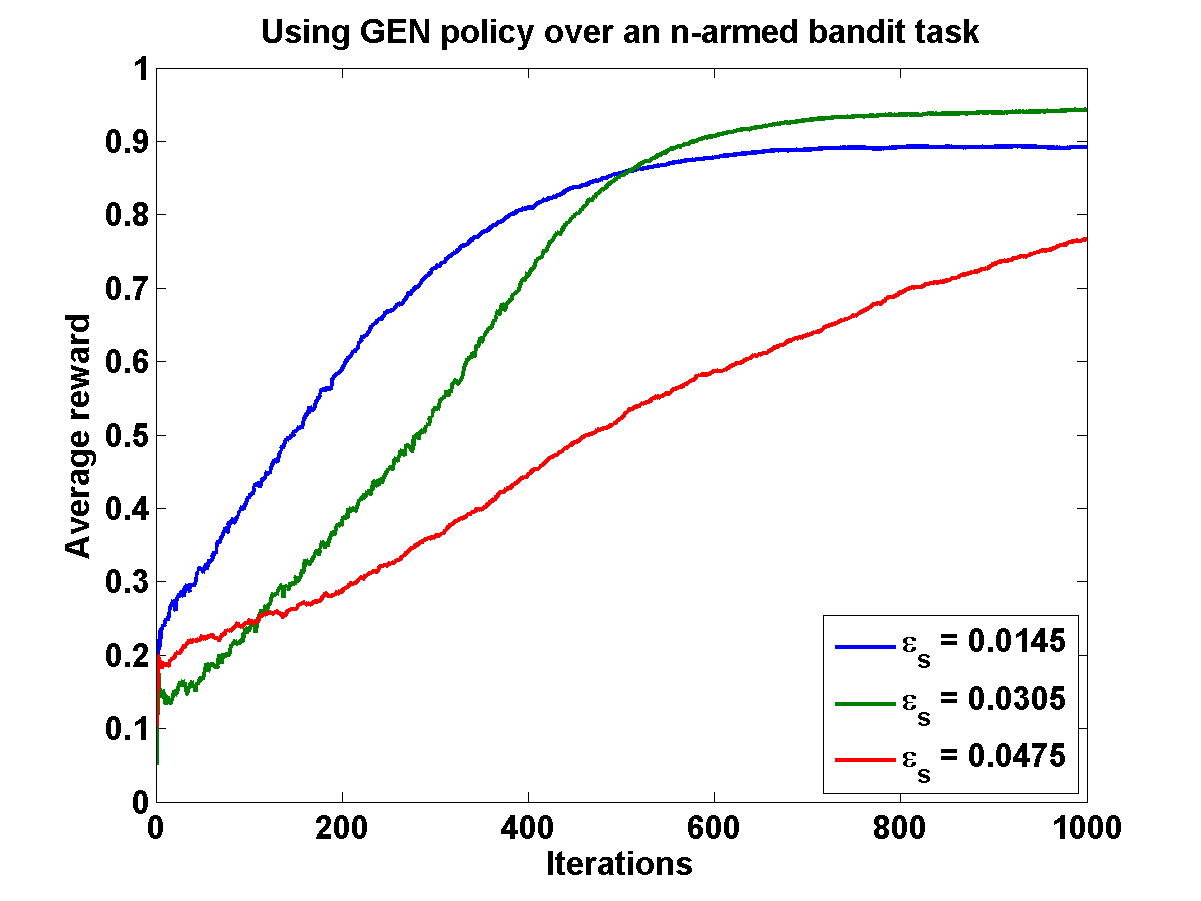 Using GEN policy over an n-armed bandit task
1
0.9
0.8
0.7
0.6
0.5
0.4
0.3
0.2
0.1
0
Average reward
0 200 400 600 800 1000
Iterations
εs = 0.0145
εs = 0.0305
εs = 0.0475